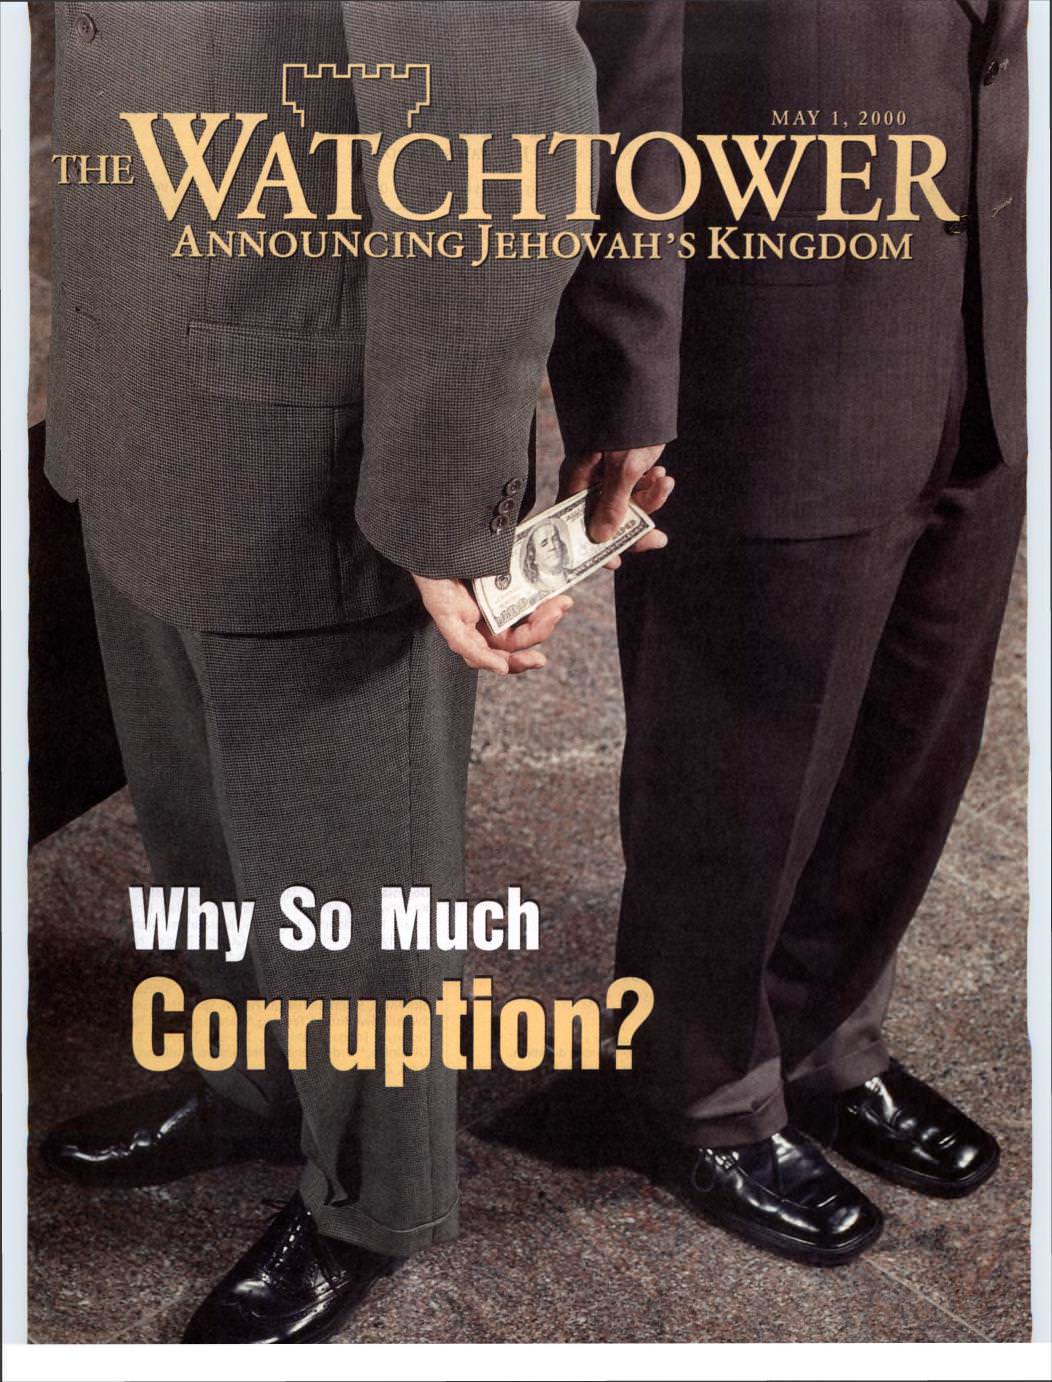 MAY 1, 2000
THE WATCHTOWER
ANNOUNCING JEHOVAH'S KINGDOM
Why So Much
Corruption?